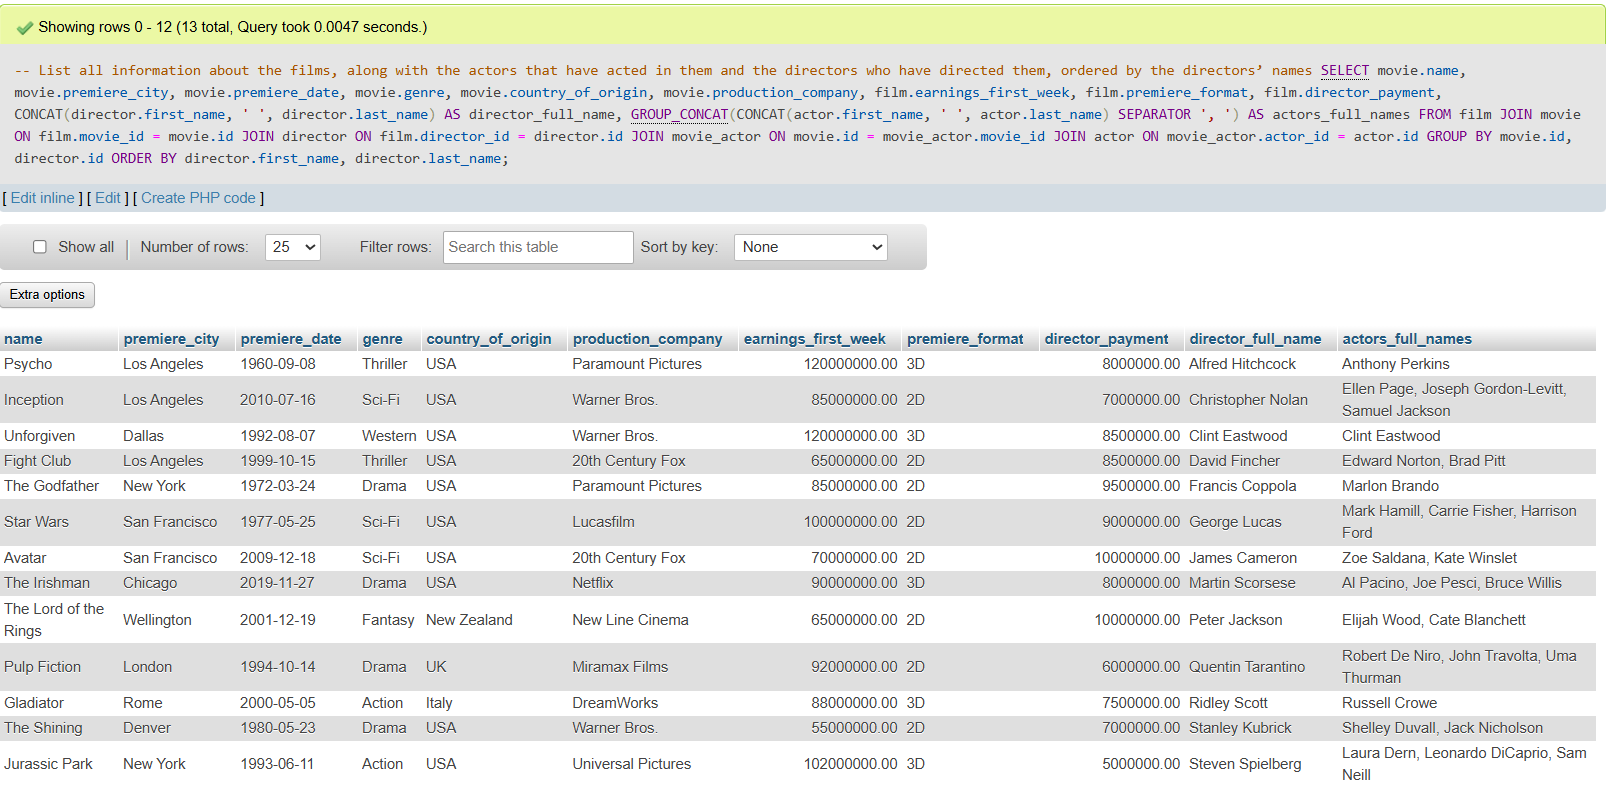 Showing rows 0 - 12 (13 total, Query took 0.0047 seconds.)
-- List all information about the films, along with the actors that have acted in them and the directors who have directed them, ordered by the directors’ names SELECT movie.name,
movie.premiere_city, movie.premiere_date, movie.genre, movie.country_of_origin, movie.production_company, film.earnings_first_week, film.premiere_format, film.director_payment,
CONCAT(director.first_name, ' ', director.last_name) AS director_full_name, GROUP_CONCAT(CONCAT(actor.first_name, ' ', actor.last_name) SEPARATOR ', ') AS actors_full_names FROM film JOIN movie
ON film.movie_id = movie.id JOIN director ON film.director_id = director.id JOIN movie_actor ON movie.id = movie_actor.movie_id JOIN actor ON movie_actor.actor_id = actor.id GROUP BY movie.id,
director.id ORDER BY director.first_name, director.last_name;
[ Edit inline ] [ Edit ] [ Create PHP code ]
Show all | Number of rows: 25 Filter rows: Search this table Sort by key: None
Extra options
name premiere_city premiere_date genre country_of_origin production_company earnings_first_week premiere_format director_payment director_full_name actors_full_names
Psycho Los Angeles 1960-09-08 Thriller USA Paramount Pictures 120000000.00 3D 8000000.00 Alfred Hitchcock Anthony Perkins
Inception Los Angeles 2010-07-16 Sci-Fi USA Warner Bros. 85000000.00 2D 7000000.00 Christopher Nolan Ellen Page, Joseph Gordon-Levitt,
Samuel Jackson
Unforgiven Dallas 1992-08-07 Western USA Warner Bros. 120000000.00 3D 8500000.00 Clint Eastwood Clint Eastwood
Fight Club Los Angeles 1999-10-15 Thriller USA 20th Century Fox 65000000.00 2D 8500000.00 David Fincher Edward Norton, Brad Pitt
The Godfather New York 1972-03-24 Drama USA Paramount Pictures 85000000.00 2D 9500000.00 Francis Coppola Marlon Brando
Star Wars San Francisco 1977-05-25 Sci-Fi USA Lucasfilm 100000000.00 2D 9000000.00 George Lucas Mark Hamill, Carrie Fisher, Harrison
Ford
Avatar San Francisco 2009-12-18 Sci-Fi USA 20th Century Fox 70000000.00 2D 10000000.00 James Cameron Zoe Saldana, Kate Winslet
The Irishman Chicago 2019-11-27 Drama USA Netflix 90000000.00 3D 8000000.00 Martin Scorsese Al Pacino, Joe Pesci, Bruce Willis
The Lord of the
Rings Wellington 2001-12-19 Fantasy New Zealand New Line Cinema 65000000.00 2D 10000000.00 Peter Jackson Elijah Wood, Cate Blanchett
Pulp Fiction London 1994-10-14 Drama UK Miramax Films 92000000.00 2D 6000000.00 Quentin Tarantino Robert De Niro, John Travolta, Uma
Thurman
Gladiator Rome 2000-05-05 Action Italy DreamWorks 88000000.00 3D 7500000.00 Ridley Scott Russell Crowe
The Shining Denver 1980-05-23 Drama USA Warner Bros. 55000000.00 2D 7000000.00 Stanley Kubrick Shelley Duvall, Jack Nicholson
Jurassic Park New York 1993-06-11 Action USA Universal Pictures 102000000.00 3D 5000000.00 Steven Spielberg Laura Dern, Leonardo DiCaprio, Sam
Neill